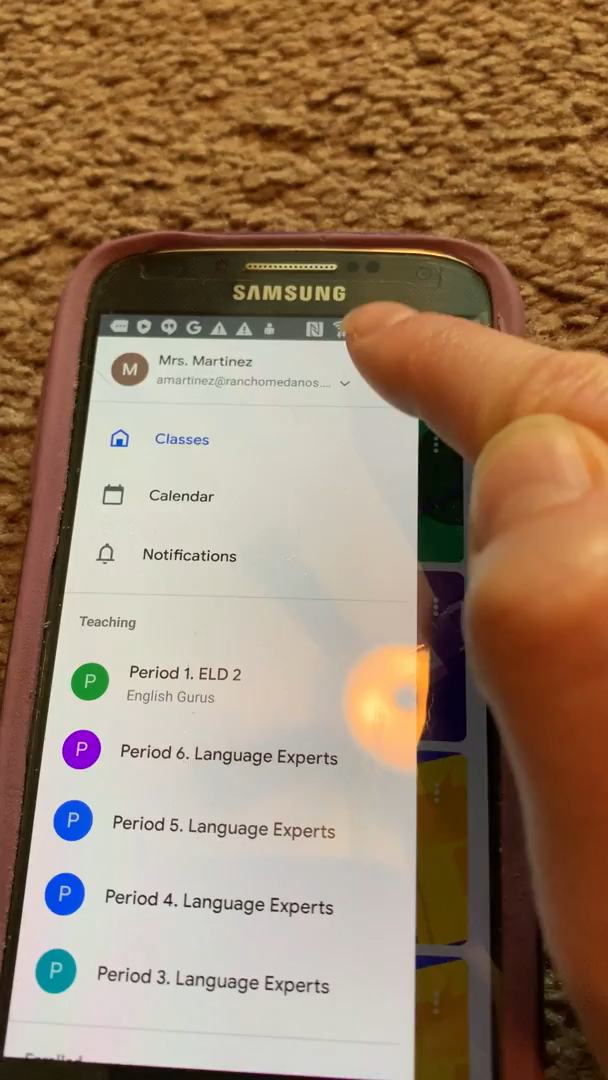 SAMSUNG
G
N
M
Mrs. Martinez
amartinez@ranchomedanos....
Classes
Calendar
Notifications
Teaching
P
Period 1. ELD 2
English Gurus
P
Period 6. Language Experts
P
Period 5. Language Experts
P
Period 4. Language Experts
P
Period 3. Language Experts